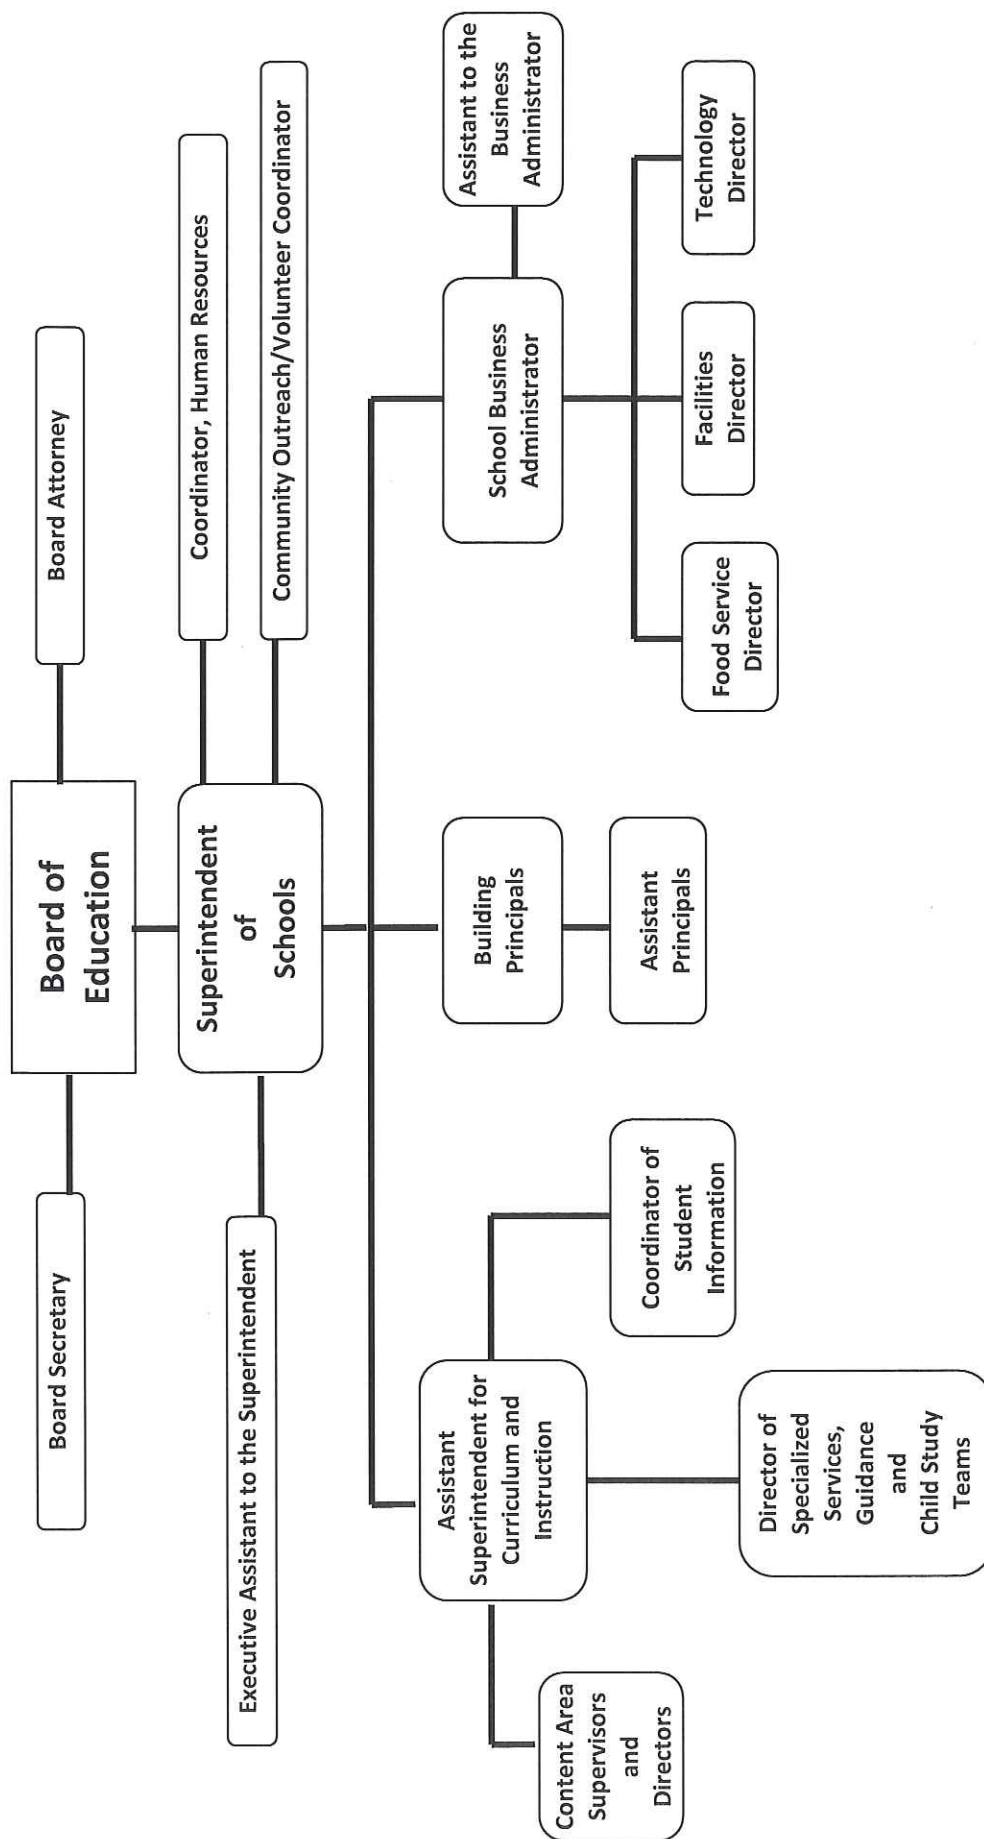 Board of
Education
Board Secretary
Board Attorney
Superintendent
of
Schools
Executive Assistant to the Superintendent
Coordinator, Human Resources
Community Outreach/Volunteer Coordinator
Assistant
Superintendent for
Curriculum and
Instruction
Building
Principals
School Business
Administrator
Assistant to the
Business
Administrator
Content Area
Supervisors
and
Directors
Coordinator of
Student
Information
Assistant
Principals
Director of
Specialized
Services,
Guidance
and
Child Study
Teams
Food Service
Director
Facilities
Director
Technology
Director